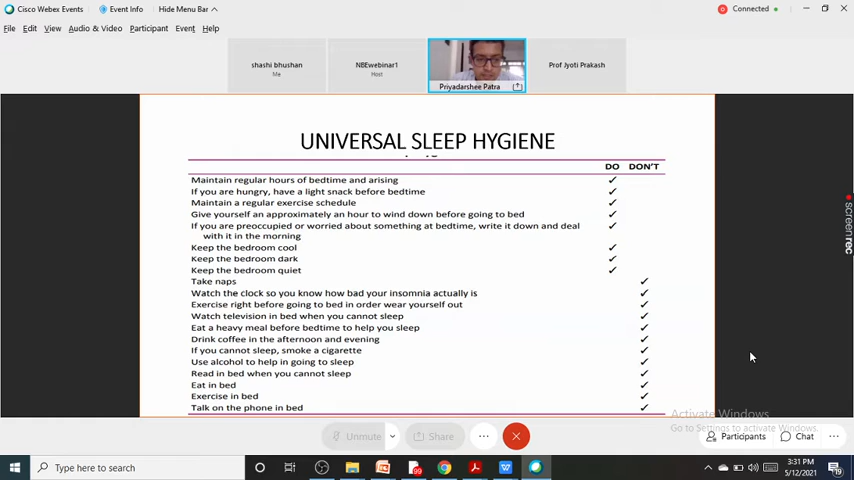 Cisco Webex Events
Event Info
Hide Menu Bar
Connected
File Edit View Audio & Video Participant Event Help
shashi bhushan
Me
NBEwebinar1
Host
Priyadarshee Patra
Prof Jyoti Prakash
UNIVERSAL SLEEP HYGIENE
DO DON'T
Maintain regular hours of bedtime and arising ✓
If you are hungry, have a light snack before bedtime ✓
Maintain a regular exercise schedule ✓
Give yourself an approximately an hour to wind down before going to bed ✓
If you are preoccupied or worried about something at bedtime, write it down and deal ✓
with it in the morning
Keep the bedroom cool ✓
Keep the bedroom dark ✓
Keep the bedroom quiet ✓
Take naps ✓
Watch the clock so you know how bad your insomnia actually is ✓
Exercise right before going to bed in order wear yourself out ✓
Watch television in bed when you cannot sleep ✓
Eat a heavy meal before bedtime to help you sleep ✓
Drink coffee in the afternoon and evening ✓
If you cannot sleep, smoke a cigarette ✓
Use alcohol to help in going to sleep ✓
Read in bed when you cannot sleep ✓
Eat in bed ✓
Exercise in bed ✓
Talk on the phone in bed ✓
screenrec
Activate Windows
Go to Settings to activate Windows.
Unmute
Share
Participants
Chat
Type here to search
99
3:31 PM
5/12/2021
19